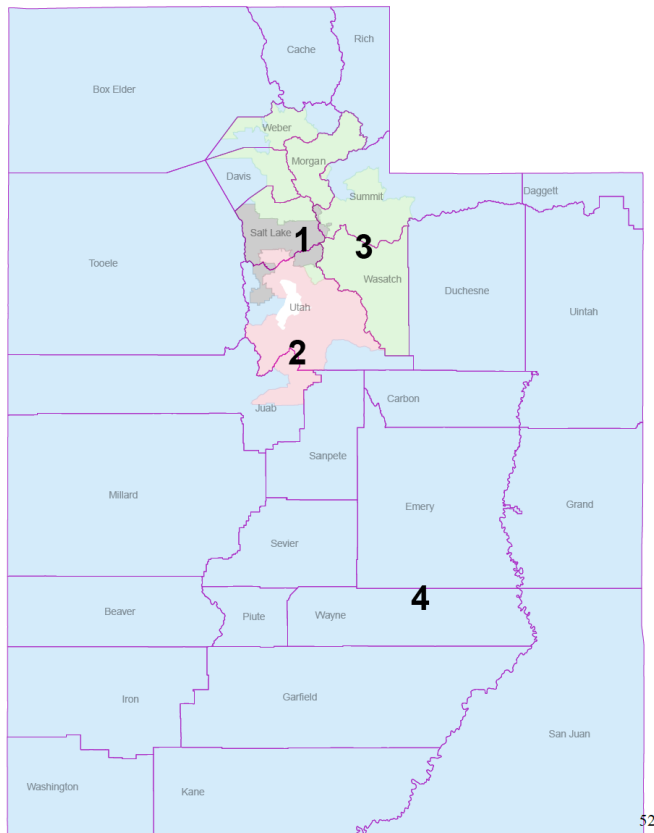 Rich
Cache
Box Elder
Weber
Morgan
Davis
Summit
Daggett
Salt Lake
1
3
Tooele
Wasatch
Duchesne
Uintah
Utah
2
Carbon
Juab
Sanpete
Millard
Emery
Grand
Sevier
4
Beaver
Piute
Wayne
Iron
Garfield
San Juan
Washington
Kane
52